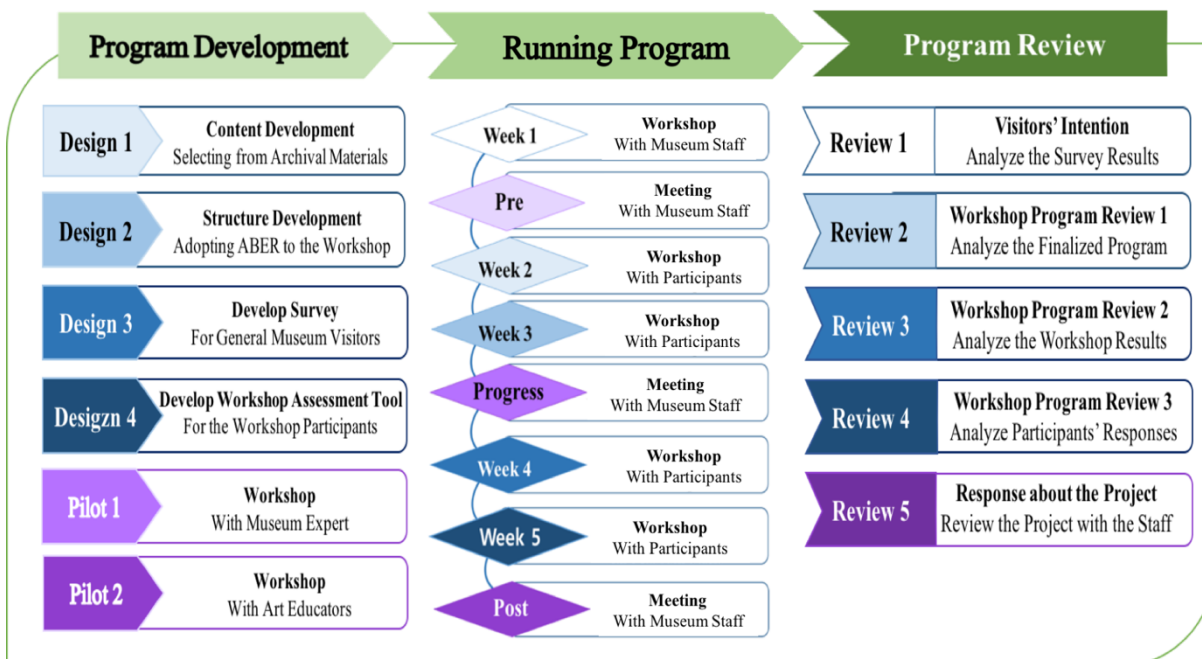 Program Development
Running Program
Program Review
Design 1
Content Development
Selecting from Archival Materials
Design 2
Structure Development
Adopting ABER to the Workshop
Design 3
Develop Survey
For General Museum Visitors
Desigzn 4
Develop Workshop Assessment Tool
For the Workshop Participants
Pilot 1
Workshop
With Museum Expert
Pilot 2
Workshop
With Art Educators
Week 1
Workshop
With Museum Staff
Pre
Meeting
With Museum Staff
Week 2
Workshop
With Participants
Week 3
Workshop
With Participants
Progress
Meeting
With Museum Staff
Week 4
Workshop
With Participants
Week 5
Workshop
With Participants
Post
Meeting
With Museum Staff
Review 1
Visitors' Intention
Analyze the Survey Results
Review 2
Workshop Program Review 1
Analyze the Finalized Program
Review 3
Workshop Program Review 2
Analyze the Workshop Results
Review 4
Workshop Program Review 3
Analyze Participants' Responses
Review 5
Response about the Project
Review the Project with the Staff